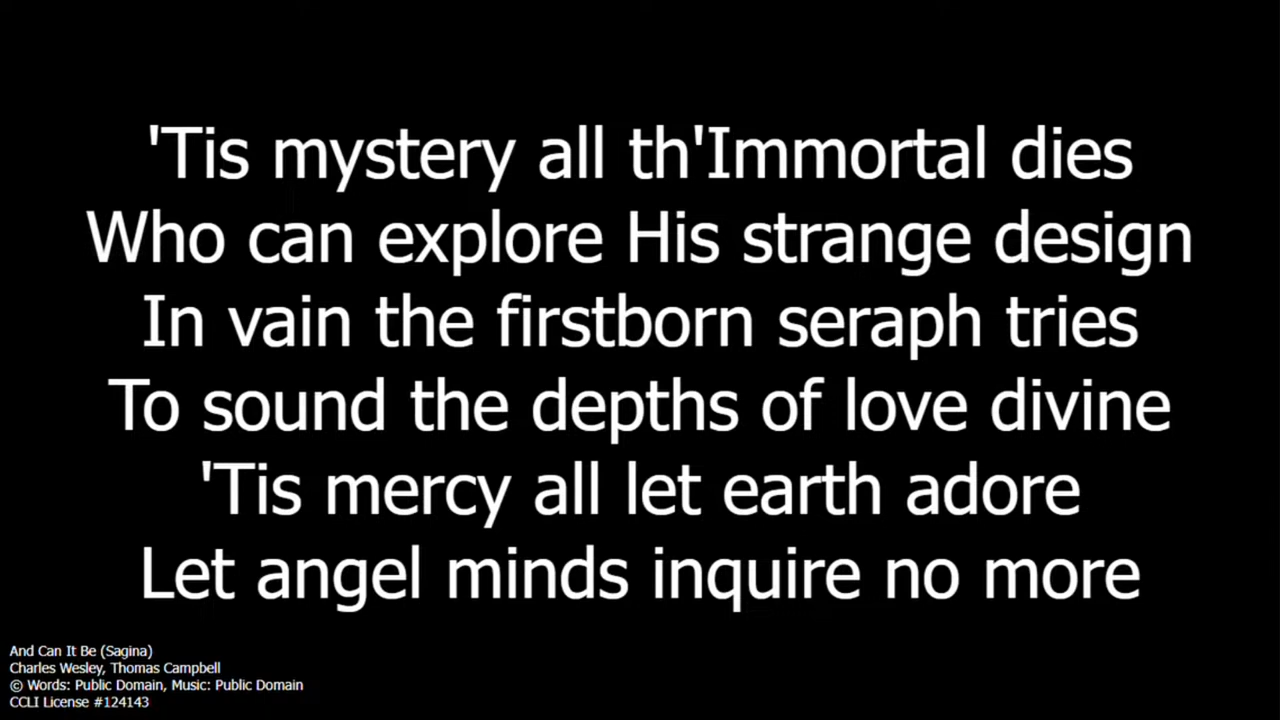 'Tis mystery all th'Immortal dies
Who can explore His strange design
In vain the firstborn seraph tries
To sound the depths of love divine
'Tis mercy all let earth adore
Let angel minds inquire no more
And Can It Be (Sagina)
Charles Wesley, Thomas Campbell
© Words: Public Domain, Music: Public Domain
CCLI License #124143